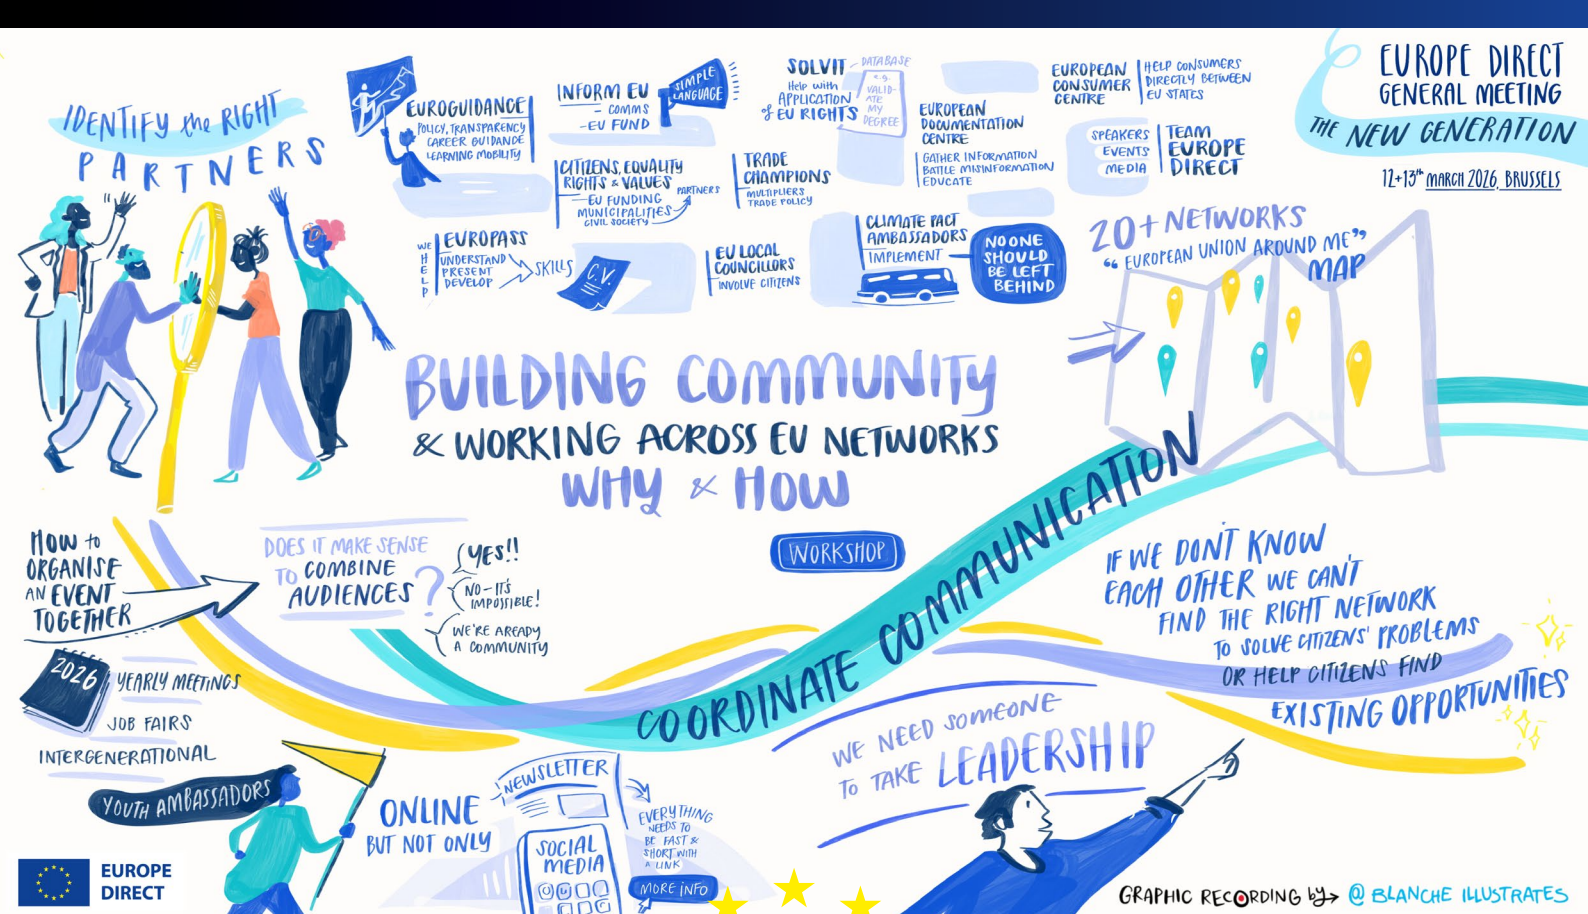 EUROPE DIRECT
GENERAL MEETING
THE NEW GENERATION
12+13th MARCH 2026, BRUSSELS
IDENTIFY the RIGHT
PARTNERS
EUROGUIDANCE
POLICY, TRANSPARENCY
CAREER GUIDANCE
LEARNING MOBILITY
INFORM EU
- COMMS
- EU FUND
SIMPLE
LANGUAGE
SOLVIT
Help with
APPLICATION
of EU RIGHTS
DATABASE
e.g.
VALID-
ATE
MY
DEGREE
EUROPEAN
DOCUMENTATION
CENTRE
GATHER INFORMATION
BATTLE MISINFORMATION
EDUCATE
EUROPEAN
CONSUMER
CENTRE
HELP CONSUMERS
DIRECTLY BETWEEN
EU STATES
SPEAKERS
EVENTS
MEDIA
TEAM
EUROPE
DIRECT
CITIZENS, EQUALITY
RIGHTS & VALUES
- EU FUNDING
MUNICIPALITIES
CIVIL SOCIETY
PARTNERS
TRADE
CHAMPIONS
MULTIPLIERS
TRADE POLICY
WE HELP
EUROPASS
UNDERSTAND
PRESENT
DEVELOP
SKILLS
C.V.
EU LOCAL
COUNCILLORS
INVOLVE CITIZENS
CLIMATE PACT
AMBASSADORS
IMPLEMENT
NO ONE
SHOULD
BE LEFT
BEHIND
20+ NETWORKS
"EUROPEAN UNION AROUND ME"
MAP
BUILDING COMMUNITY
& WORKING ACROSS EU NETWORKS
WHY & HOW
WORKSHOP
COORDINATE COMMUNICATION
HOW to
ORGANISE
AN EVENT
TOGETHER
DOES IT MAKE SENSE
TO COMBINE
AUDIENCES ?
YES!!
NO - IT'S
IMPOSSIBLE!
WE'RE AREADY
A COMMUNITY
2026
YEARLY MEETINGS
JOB FAIRS
INTERGENERATIONAL
YOUTH AMBASSADORS
ONLINE
BUT NOT ONLY
NEWSLETTER
SOCIAL
MEDIA
EVERYTHING
NEEDS TO
BE FAST &
SHORT WITH
A LINK
MORE INFO
WE NEED SOMEONE
TO TAKE LEADERSHIP
IF WE DON'T KNOW
EACH OTHER WE CAN'T
FIND THE RIGHT NETWORK
TO SOLVE CITIZENS' PROBLEMS
OR HELP CITIZENS FIND
EXISTING OPPORTUNITIES
EUROPE
DIRECT
GRAPHIC RECORDING by → @ BLANCHE ILLUSTRATES